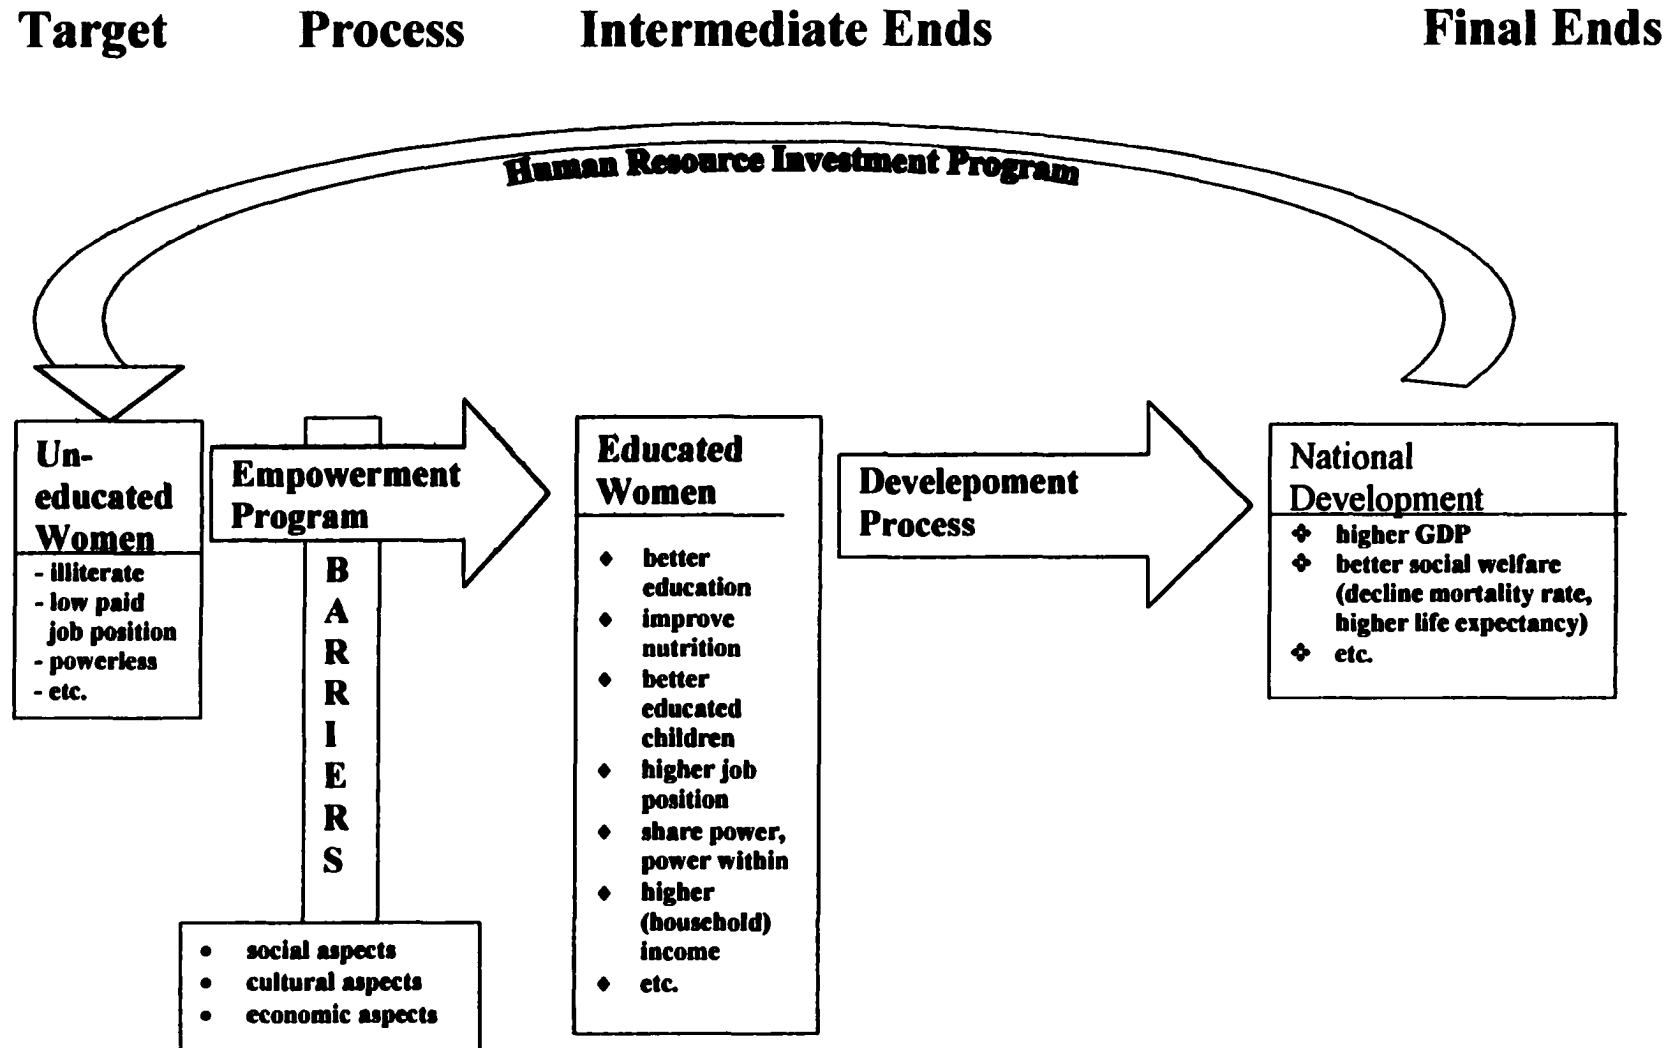 Target Process Intermediate Ends Final Ends
Human Resource Investment Program
Un-
educated
Women
- illiterate
- low paid
job position
- powerless
- etc.
Empowerment
Program
B
A
R
R
I
E
R
S
• social aspects
• cultural aspects
• economic aspects
Educated
Women
♦ better
education
♦ improve
nutrition
♦ better
educated
children
♦ higher job
position
♦ share power,
power within
♦ higher
(household)
income
♦ etc.
Develepoment
Process
National
Development
❖ higher GDP
❖ better social welfare
(decline mortality rate,
higher life expectancy)
❖ etc.